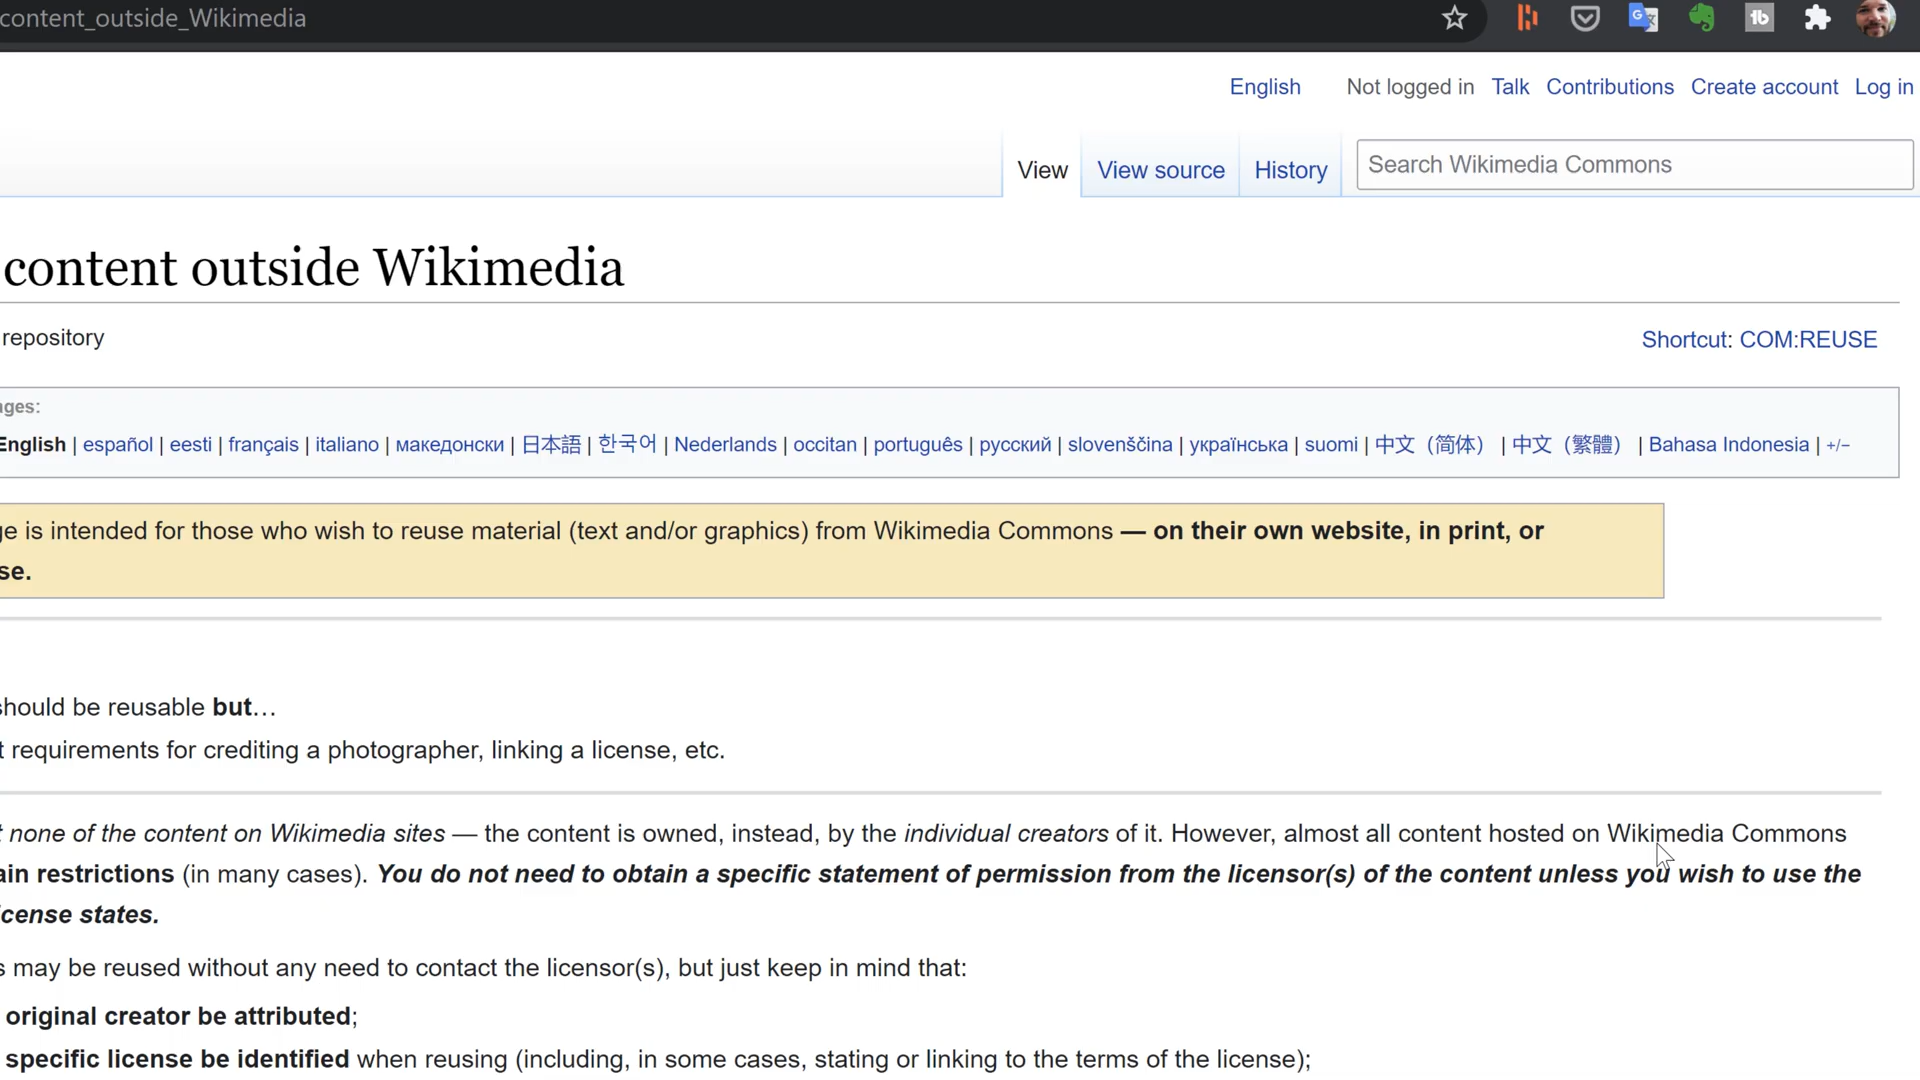 content_outside_Wikimedia
English Not logged in Talk Contributions Create account Log in
View View source History Search Wikimedia Commons
content outside Wikimedia
repository
Shortcut: COM:REUSE
ages:
English | español | eesti | français | italiano | македонски | 日本語 | 한국어 | Nederlands | occitan | português | русский | slovenščina | українська | suomi | 中文（简体） | 中文（繁體） | Bahasa Indonesia | +/−
ge is intended for those who wish to reuse material (text and/or graphics) from Wikimedia Commons — on their own website, in print, or
se.
should be reusable but…
t requirements for crediting a photographer, linking a license, etc.
t none of the content on Wikimedia sites — the content is owned, instead, by the individual creators of it. However, almost all content hosted on Wikimedia Commons
ain restrictions (in many cases). You do not need to obtain a specific statement of permission from the licensor(s) of the content unless you wish to use the
icense states.
s may be reused without any need to contact the licensor(s), but just keep in mind that:
original creator be attributed;
specific license be identified when reusing (including, in some cases, stating or linking to the terms of the license);